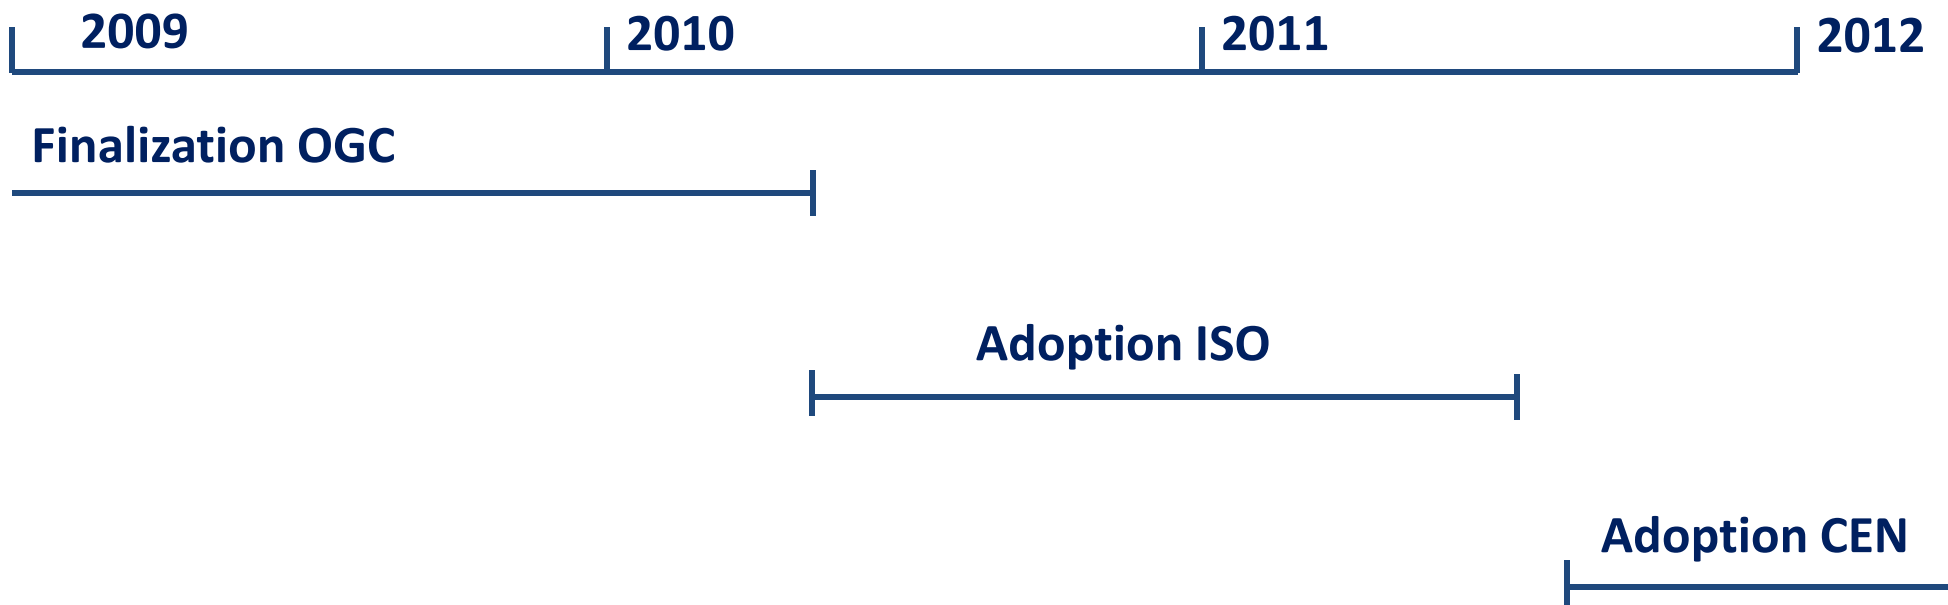 2009 2010 2011 2012
Finalization OGC
Adoption ISO
Adoption CEN